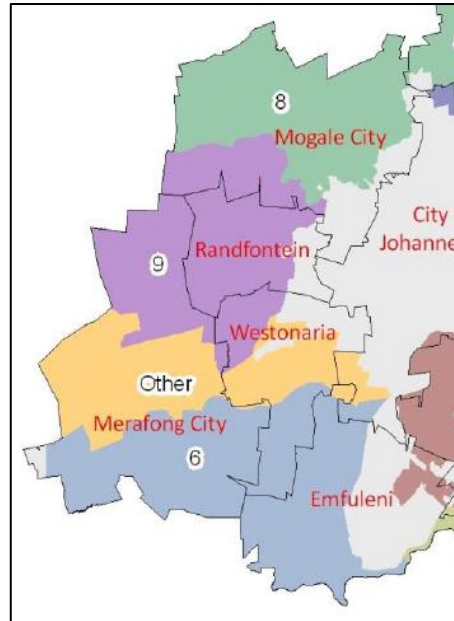 8
Mogale City
City
Johanne
Randfontein
9
Westonaria
Other
Merafong City
6
Emfuleni